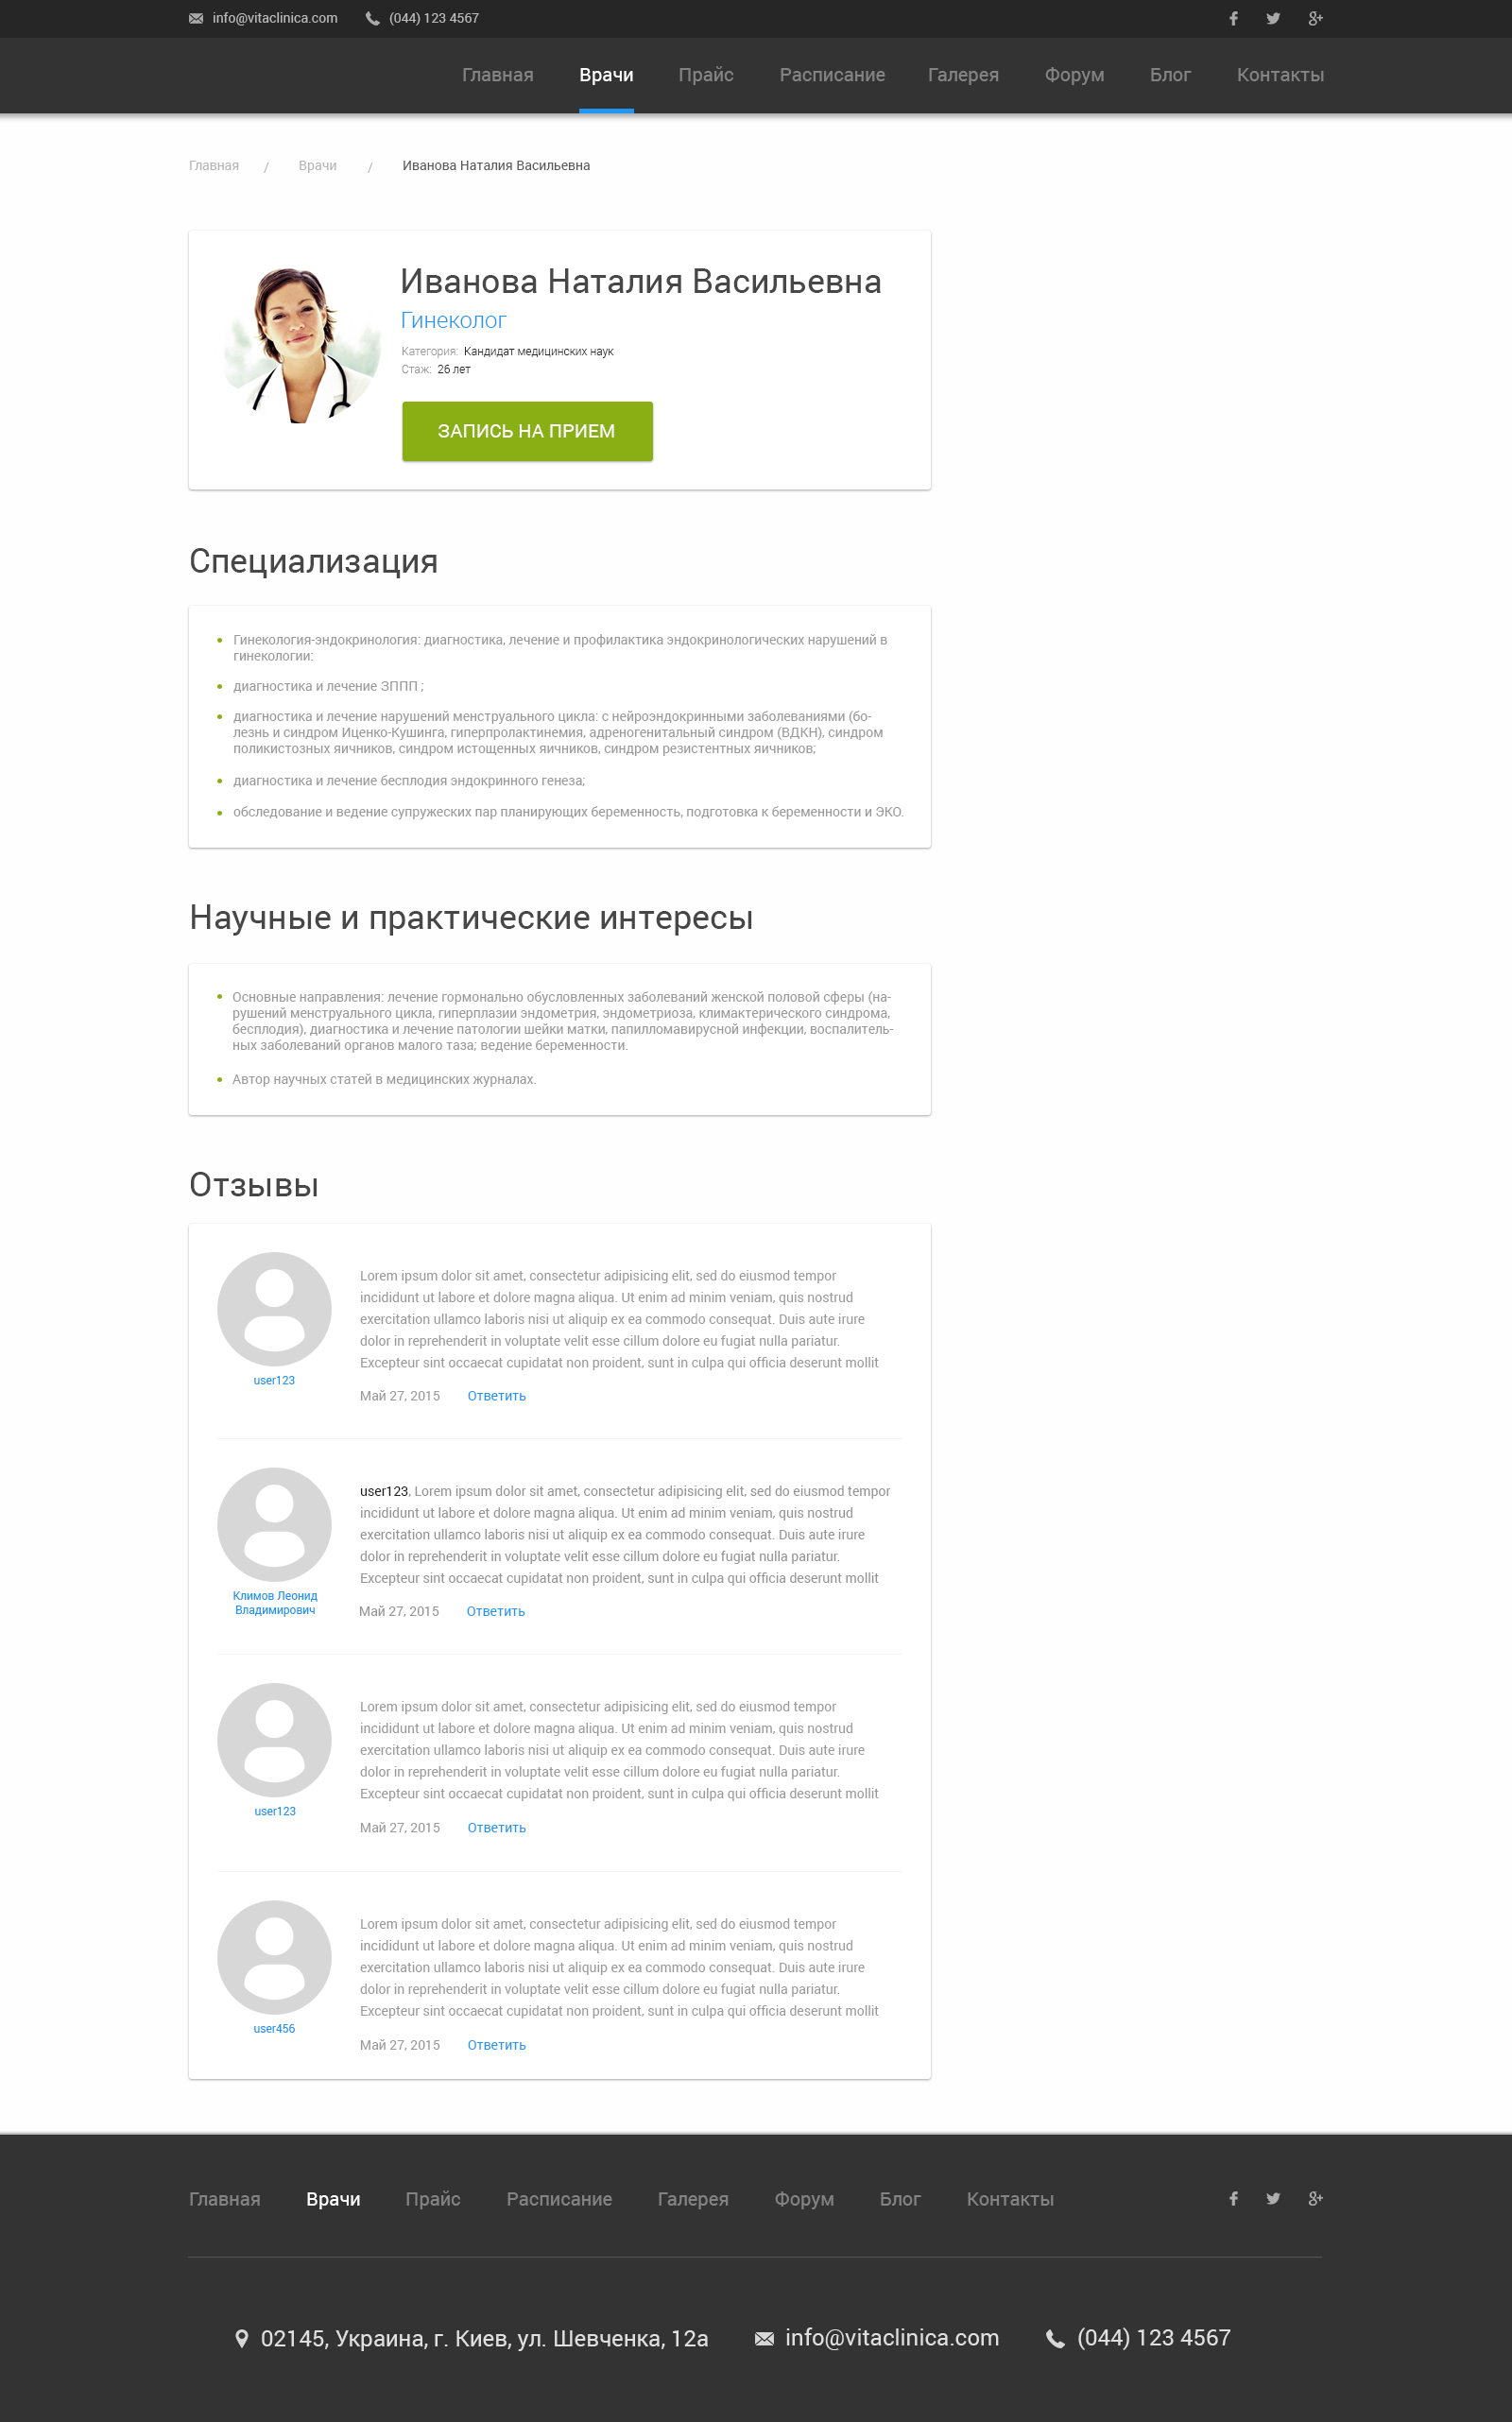 info@vitaclinica.com (044) 123 4567
Главная Врачи Прайс Расписание Галерея Форум Блог Контакты
Главная / Врачи / Иванова Наталия Васильевна
Иванова Наталия Васильевна
Гинеколог
Категория: Кандидат медицинских наук
Стаж: 26 лет
ЗАПИСЬ НА ПРИЕМ
Специализация
Гинекология-эндокринология: диагностика, лечение и профилактика эндокринологических нарушений в
гинекологии:
диагностика и лечение ЗППП ;
диагностика и лечение нарушений менструального цикла: с нейроэндокринными заболеваниями (бо-
лезнь и синдром Иценко-Кушинга, гиперпролактинемия, адреногенитальный синдром (ВДКН), синдром
поликистозных яичников, синдром истощенных яичников, синдром резистентных яичников;
диагностика и лечение бесплодия эндокринного генеза;
обследование и ведение супружеских пар планирующих беременность, подготовка к беременности и ЭКО.
Научные и практические интересы
Основные направления: лечение гормонально обусловленных заболеваний женской половой сферы (на-
рушений менструального цикла, гиперплазии эндометрия, эндометриоза, климактерического синдрома,
бесплодия), диагностика и лечение патологии шейки матки, папилломавирусной инфекции, воспалитель-
ных заболеваний органов малого таза; ведение беременности.
Автор научных статей в медицинских журналах.
Отзывы
Lorem ipsum dolor sit amet, consectetur adipisicing elit, sed do eiusmod tempor
incididunt ut labore et dolore magna aliqua. Ut enim ad minim veniam, quis nostrud
exercitation ullamco laboris nisi ut aliquip ex ea commodo consequat. Duis aute irure
dolor in reprehenderit in voluptate velit esse cillum dolore eu fugiat nulla pariatur.
Excepteur sint occaecat cupidatat non proident, sunt in culpa qui officia deserunt mollit
user123
Май 27, 2015 Ответить
user123, Lorem ipsum dolor sit amet, consectetur adipisicing elit, sed do eiusmod tempor
incididunt ut labore et dolore magna aliqua. Ut enim ad minim veniam, quis nostrud
exercitation ullamco laboris nisi ut aliquip ex ea commodo consequat. Duis aute irure
dolor in reprehenderit in voluptate velit esse cillum dolore eu fugiat nulla pariatur.
Excepteur sint occaecat cupidatat non proident, sunt in culpa qui officia deserunt mollit
Климов Леонид
Владимирович
Май 27, 2015 Ответить
Lorem ipsum dolor sit amet, consectetur adipisicing elit, sed do eiusmod tempor
incididunt ut labore et dolore magna aliqua. Ut enim ad minim veniam, quis nostrud
exercitation ullamco laboris nisi ut aliquip ex ea commodo consequat. Duis aute irure
dolor in reprehenderit in voluptate velit esse cillum dolore eu fugiat nulla pariatur.
Excepteur sint occaecat cupidatat non proident, sunt in culpa qui officia deserunt mollit
user123
Май 27, 2015 Ответить
Lorem ipsum dolor sit amet, consectetur adipisicing elit, sed do eiusmod tempor
incididunt ut labore et dolore magna aliqua. Ut enim ad minim veniam, quis nostrud
exercitation ullamco laboris nisi ut aliquip ex ea commodo consequat. Duis aute irure
dolor in reprehenderit in voluptate velit esse cillum dolore eu fugiat nulla pariatur.
Excepteur sint occaecat cupidatat non proident, sunt in culpa qui officia deserunt mollit
user456
Май 27, 2015 Ответить
Главная Врачи Прайс Расписание Галерея Форум Блог Контакты
02145, Украина, г. Киев, ул. Шевченка, 12а info@vitaclinica.com (044) 123 4567